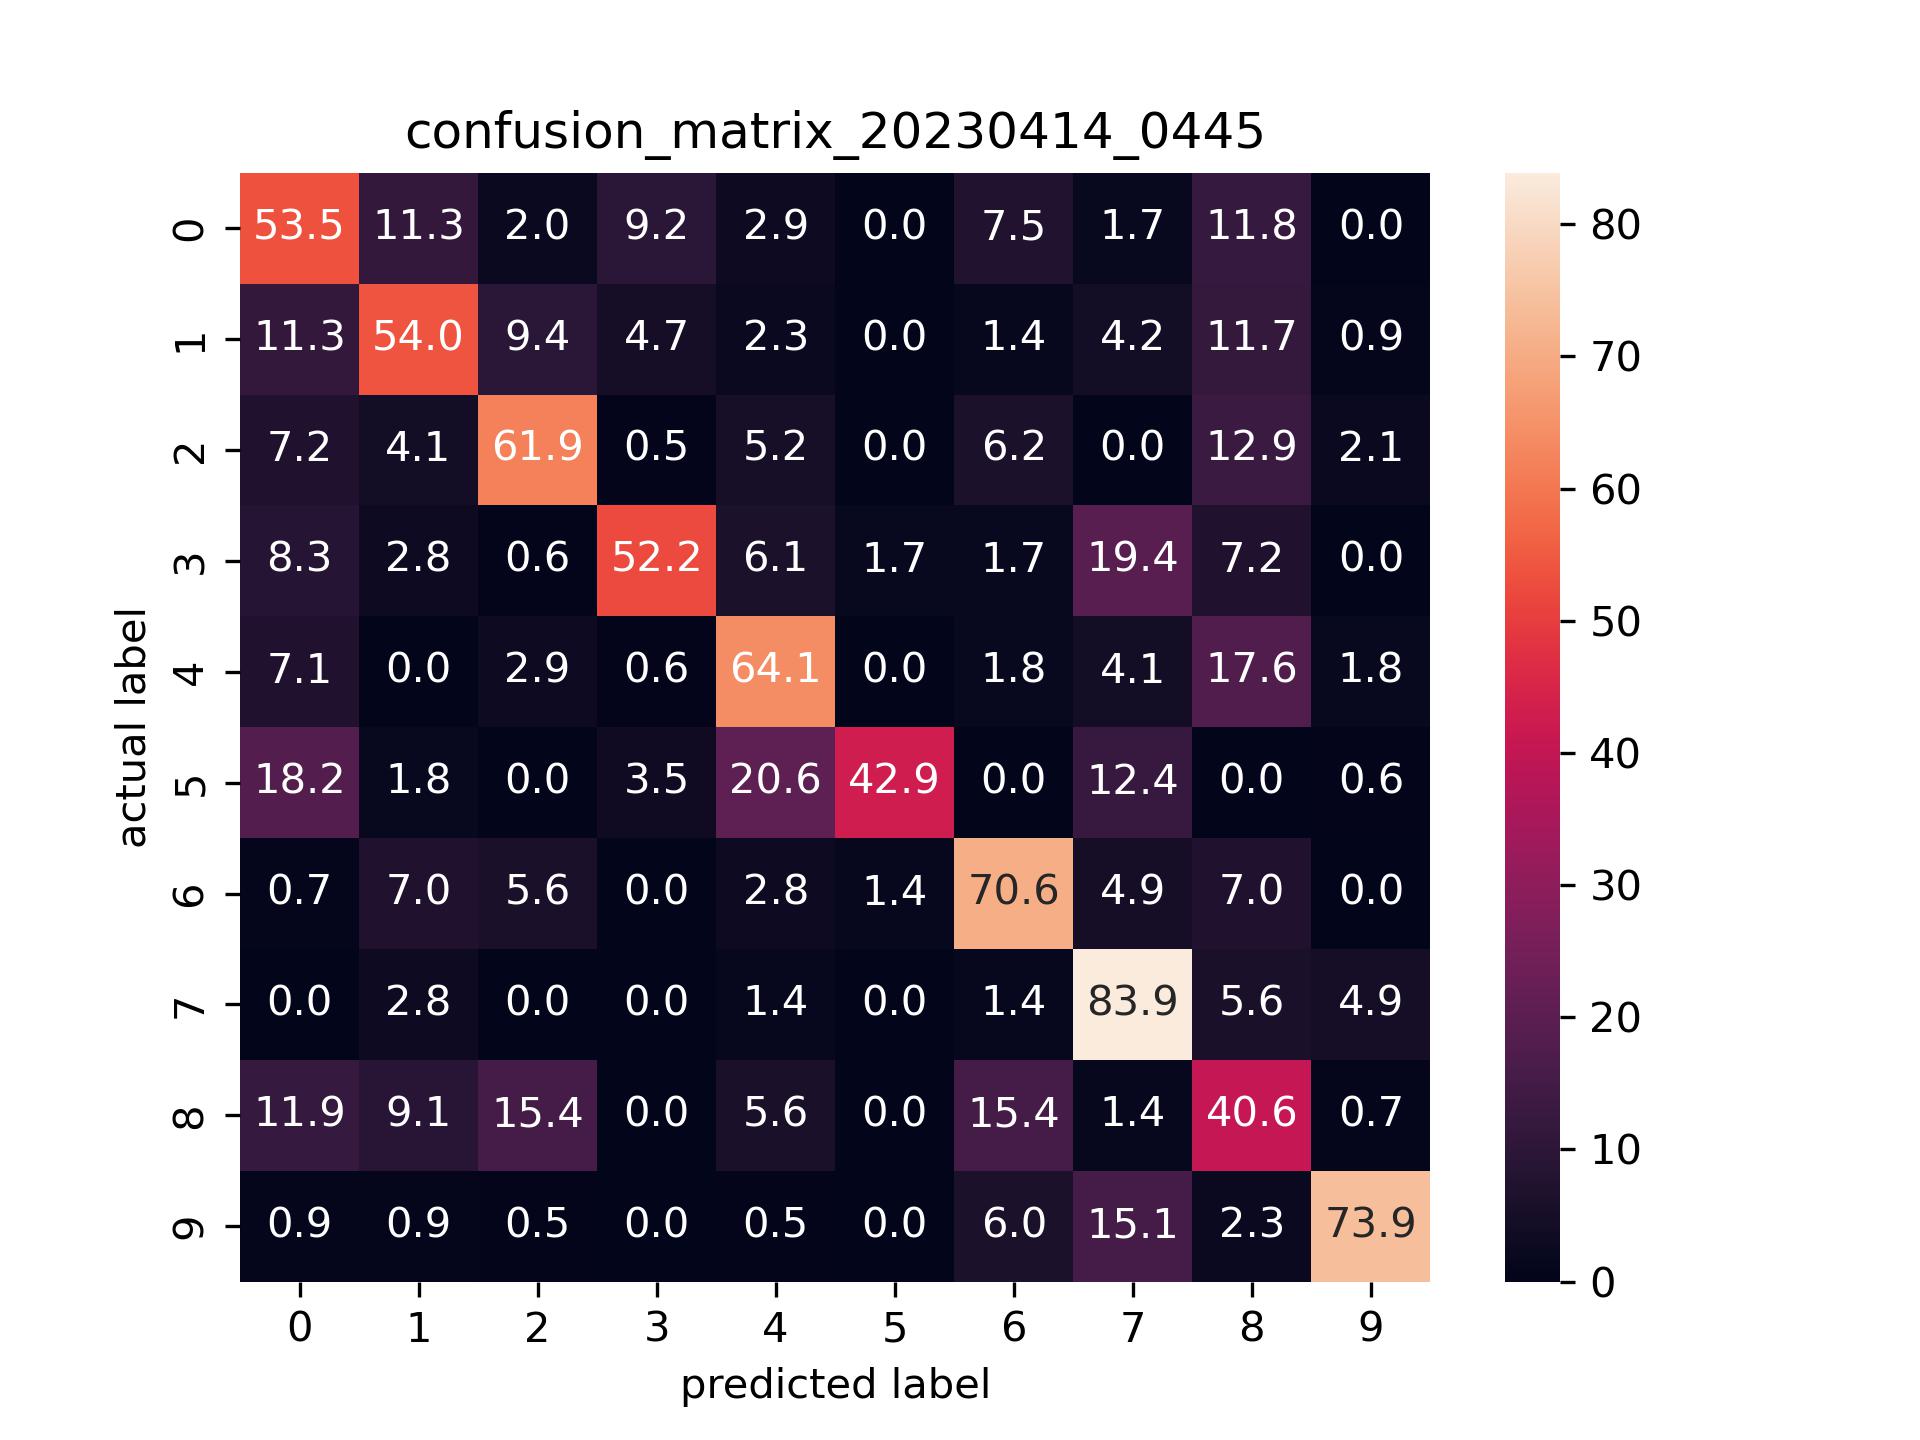 confusion_matrix_20230414_0445
0 53.5 11.3 2.0 9.2 2.9 0.0 7.5 1.7 11.8 0.0
1 11.3 54.0 9.4 4.7 2.3 0.0 1.4 4.2 11.7 0.9
2 7.2 4.1 61.9 0.5 5.2 0.0 6.2 0.0 12.9 2.1
3 8.3 2.8 0.6 52.2 6.1 1.7 1.7 19.4 7.2 0.0
4 7.1 0.0 2.9 0.6 64.1 0.0 1.8 4.1 17.6 1.8
5 18.2 1.8 0.0 3.5 20.6 42.9 0.0 12.4 0.0 0.6
6 0.7 7.0 5.6 0.0 2.8 1.4 70.6 4.9 7.0 0.0
7 0.0 2.8 0.0 0.0 1.4 0.0 1.4 83.9 5.6 4.9
8 11.9 9.1 15.4 0.0 5.6 0.0 15.4 1.4 40.6 0.7
9 0.9 0.9 0.5 0.0 0.5 0.0 6.0 15.1 2.3 73.9
0 1 2 3 4 5 6 7 8 9
predicted label
actual label
80
70
60
50
40
30
20
10
0